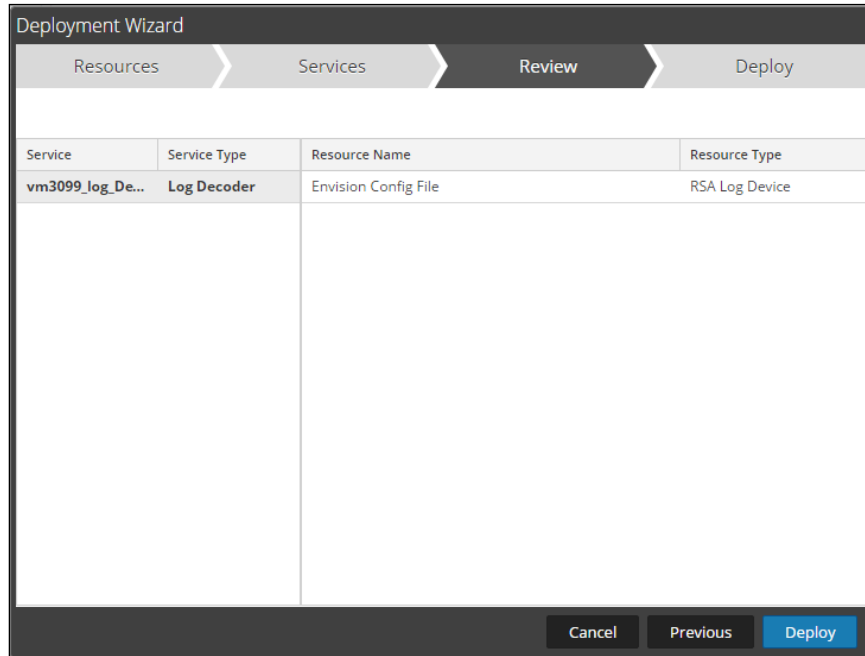 Deployment Wizard
Resources Services Review Deploy
Service Service Type Resource Name Resource Type
vm3099_log_De... Log Decoder Envision Config File RSA Log Device
Cancel Previous Deploy